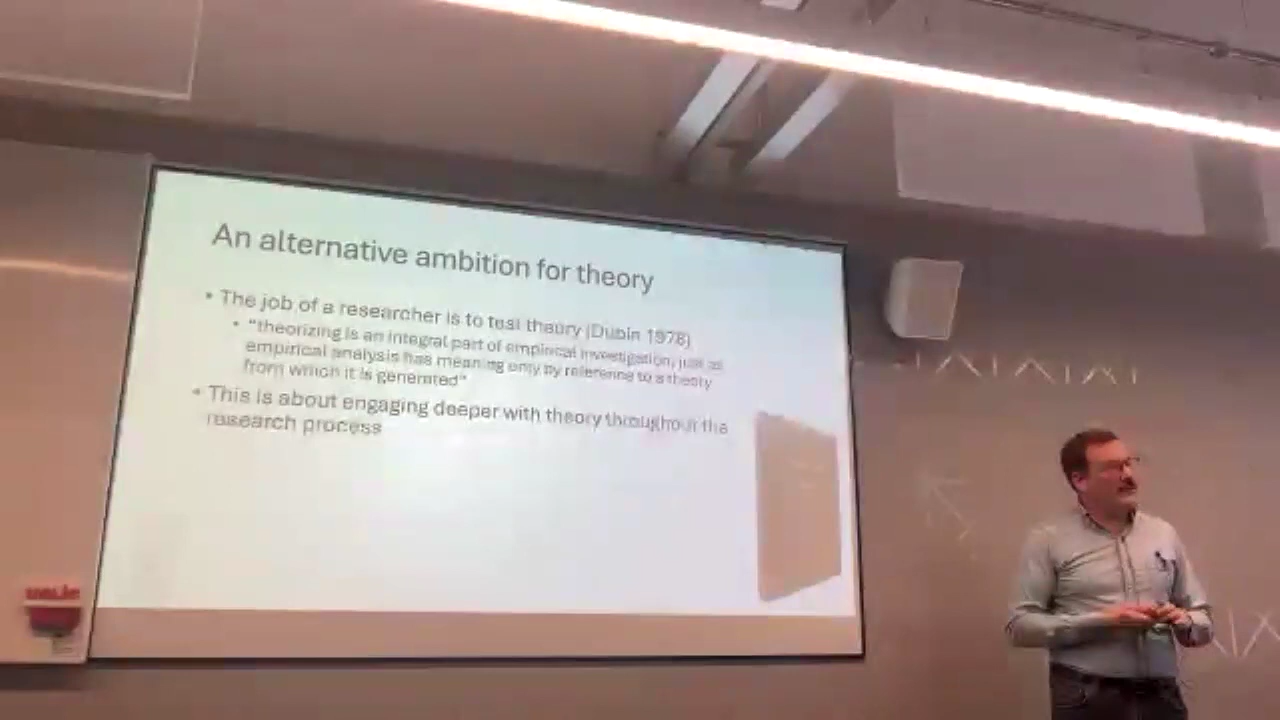 An alternative ambition for theory
• The job of a researcher is to test theory (Dubin 1978)
• "theorizing is an integral part of empirical investigation, just as
empirical analysis has meaning only by reference to a theory
from which it is generated"
• This is about engaging deeper with theory throughout the
research process